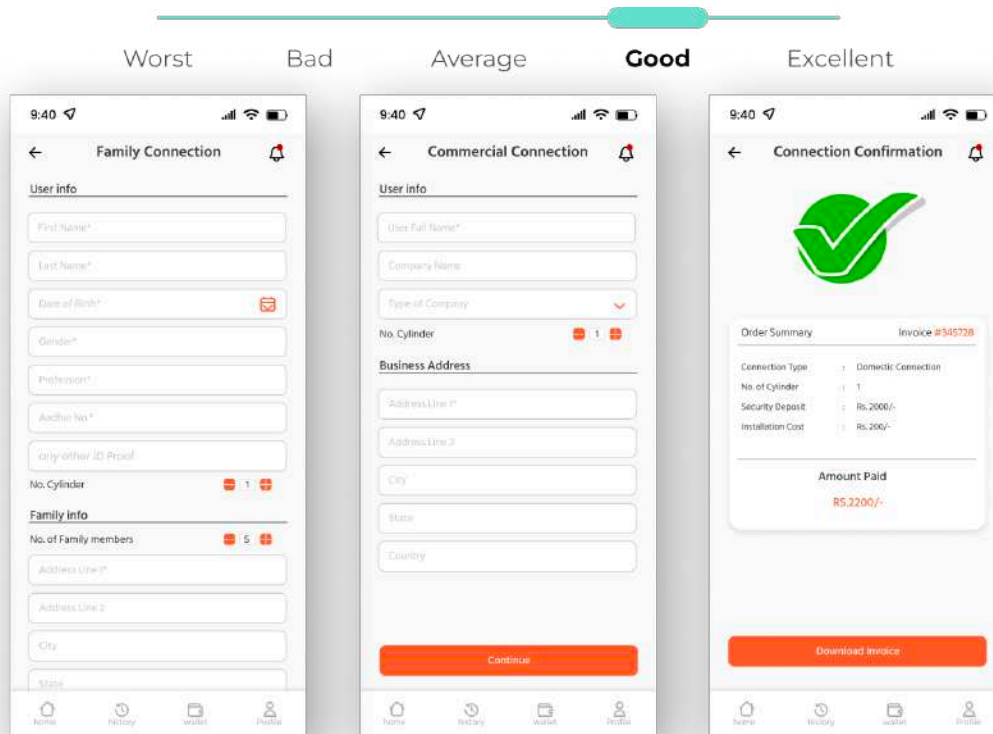 Worst Bad Average Good Excellent
9:40
Family Connection
User info
First Name*
Last Name*
Date of Birth*
Gender*
Profession*
Aadhar No.*
any other ID Proof
No. Cylinder 1
Family info
No. of Family members 5
Address Line 1*
Address Line 2
City
State
home history wallet Profile
9:40
Commercial Connection
User info
User Full Name*
Company Name
Type of Company
No. Cylinder 1
Business Address
Address Line 1*
Address Line 2
City
State
Country
Continue
home history wallet Profile
9:40
Connection Confirmation
Order Summary Invoice #345728
Connection Type : Domestic Connection
No. of Cylinder : 1
Security Deposit : Rs. 2000/-
Installation Cost : Rs. 200/-
Amount Paid
RS.2200/-
Download Invoice
home history wallet Profile